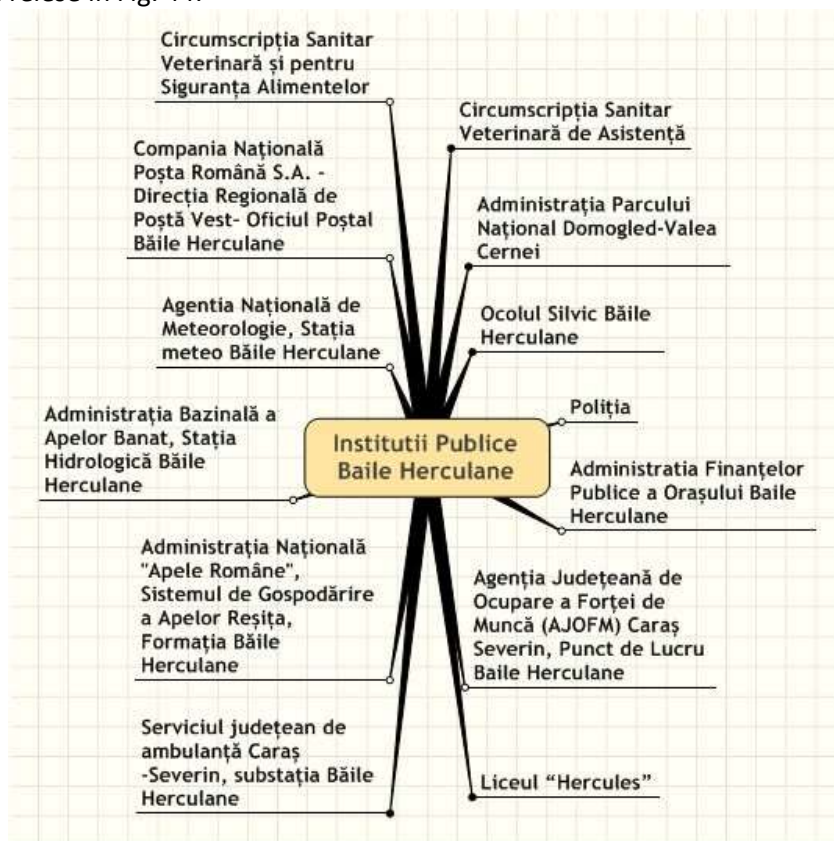 Circumscripția Sanitar
Veterinară și pentru
Siguranța Alimentelor
Compania Națională
Poșta Română S.A. -
Direcția Regională de
Poștă Vest- Oficiul Poștal
Băile Herculane
Agentia Națională de
Meteorologie, Stația
meteo Băile Herculane
Administrația Bazinală a
Apelor Banat, Stația
Hidrologică Băile
Herculane
Administrația Națională
"Apele Române",
Sistemul de Gospodărire
a Apelor Reșița,
Formația Băile
Herculane
Serviciul județean de
ambulanță Caraș
-Severin, substația Băile
Herculane
Institutii Publice
Baile Herculane
Circumscripția Sanitar
Veterinară de Asistență
Administrația Parcului
Național Domogled-Valea
Cernei
Ocolul Silvic Băile
Herculane
Poliția
Administratia Finanțelor
Publice a Orașului Baile
Herculane
Agenția Județeană de
Ocupare a Forței de
Muncă (AJOFM) Caraș
Severin, Punct de Lucru
Baile Herculane
Liceul “Hercules”